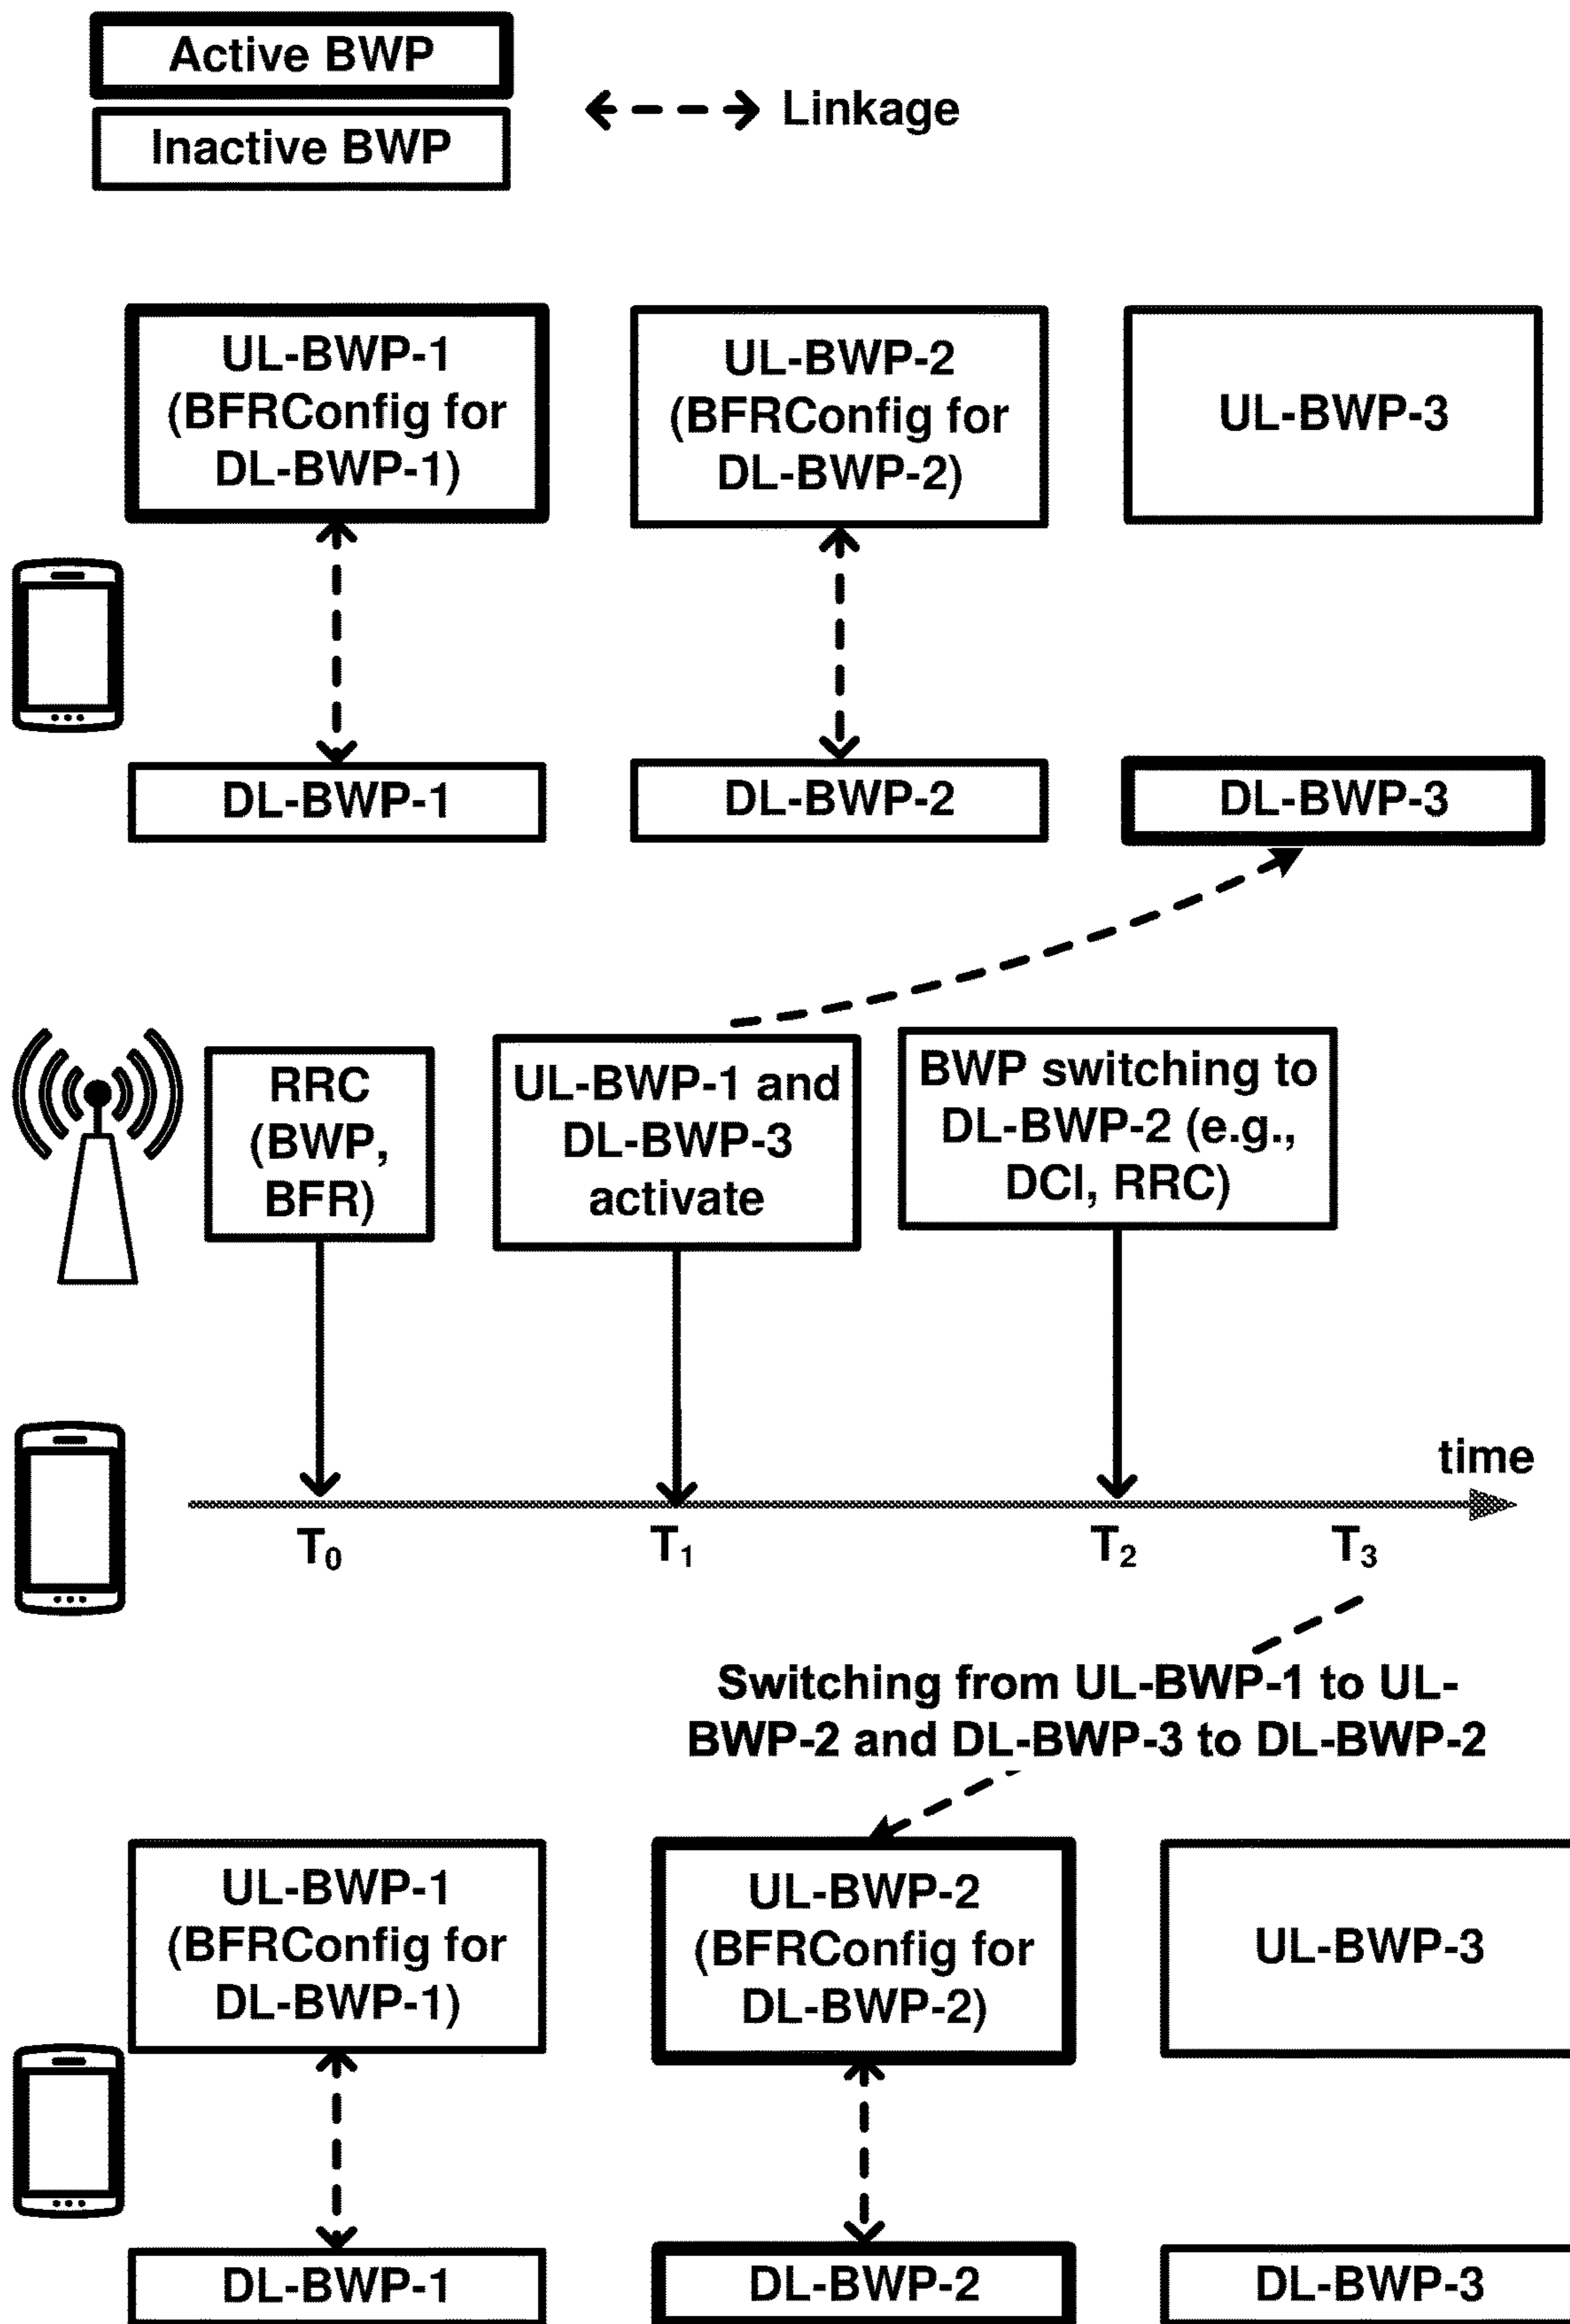 Active BWP
Inactive BWP
Linkage
UL-BWP-1
(BFRConfig for
DL-BWP-1)
UL-BWP-2
(BFRConfig for
DL-BWP-2)
UL-BWP-3
DL-BWP-1
DL-BWP-2
DL-BWP-3
RRC
(BWP,
BFR)
UL-BWP-1 and
DL-BWP-3
activate
BWP switching to
DL-BWP-2 (e.g.,
DCI, RRC)
time
T₀
T₁
T₂
T₃
Switching from UL-BWP-1 to UL-
BWP-2 and DL-BWP-3 to DL-BWP-2
UL-BWP-1
(BFRConfig for
DL-BWP-1)
UL-BWP-2
(BFRConfig for
DL-BWP-2)
UL-BWP-3
DL-BWP-1
DL-BWP-2
DL-BWP-3